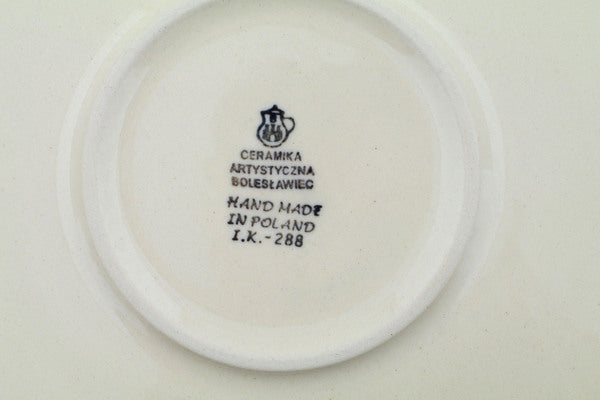 CERAMIKA
ARTYSTYCZNA
BOLESŁAWIEC
HAND MADE
IN POLAND
I.K.-288